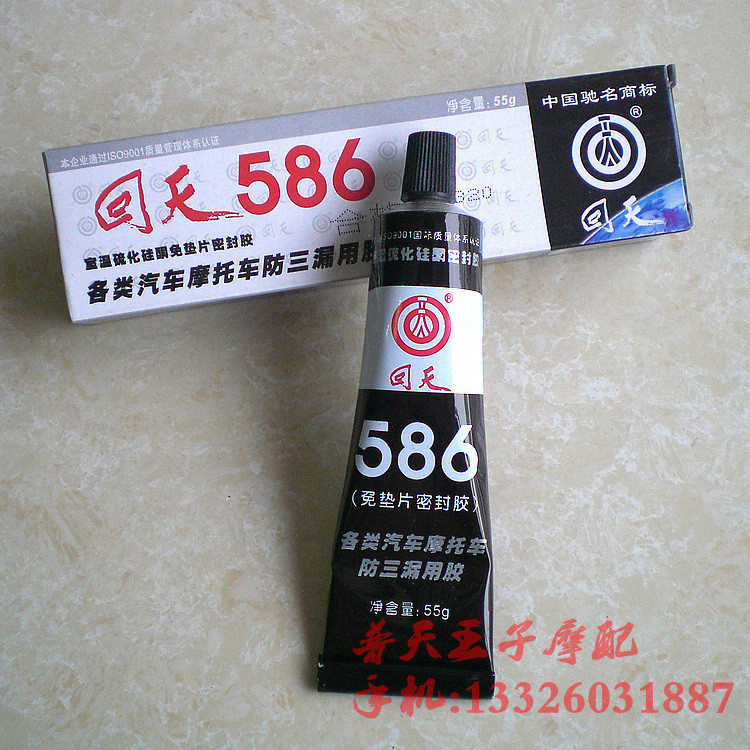 净含量:55g
中国驰名商标
本企业通过ISO9001质量管理体系认证
回天 586
®
回天
室温硫化硅酮免垫片密封胶
各类汽车摩托车防三漏用胶
ISO9001国际质量体系认证
硫化硅酮密封胶
®
回天
586
(免垫片密封胶)
各类汽车摩托车
防三漏用胶
净含量:55g
普天王子摩配
手机:13326031887